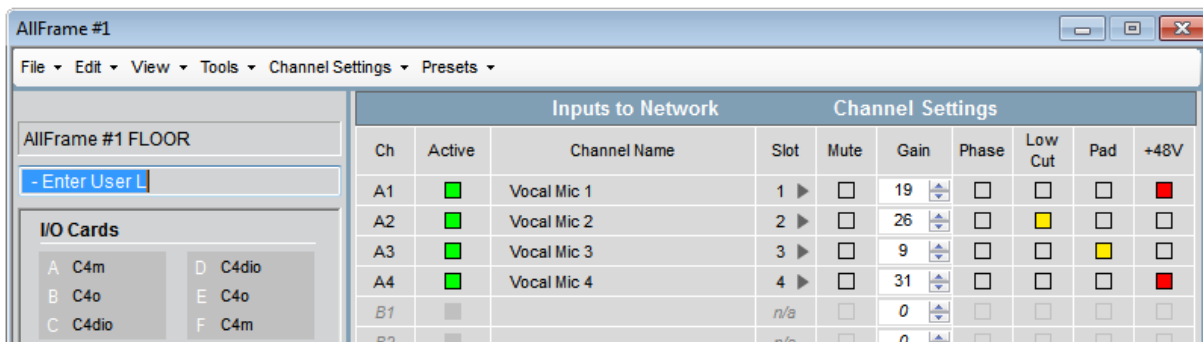 AllFrame #1
File Edit View Tools Channel Settings Presets
AllFrame #1 FLOOR
- Enter User L
I/O Cards
A C4m D C4dio
B C4o E C4o
C C4dio F C4m
Inputs to Network Channel Settings
Ch Active Channel Name Slot Mute Gain Phase Low Cut Pad +48V
A1 Vocal Mic 1 1 19
A2 Vocal Mic 2 2 26
A3 Vocal Mic 3 3 9
A4 Vocal Mic 4 4 31
B1 n/a 0
B2 n/a 0